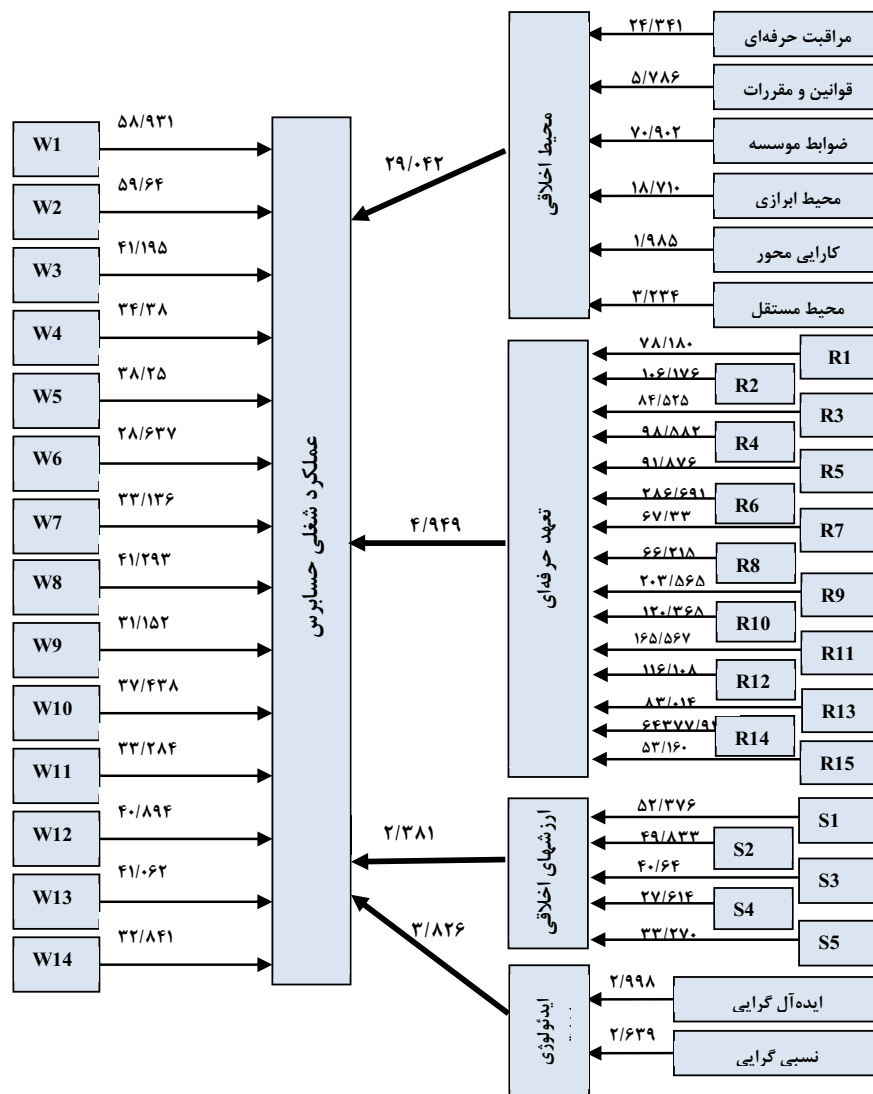 مراقبت حرفه‌ای
۲۴/۳۴۱
قوانین و مقررات
۵/۷۸۶
ضوابط موسسه
۷۰/۹۰۲
محیط ابرازی
۱۸/۷۱۰
کارایی محور
۱/۹۸۵
محیط مستقل
۳/۲۳۴
محیط اخلاقی
۲۹/۰۴۲
R1
۷۸/۱۸۰
R2
۱۰۶/۱۷۶
R3
۸۴/۵۲۵
R4
۹۸/۵۸۲
R5
۹۱/۸۷۶
R6
۲۸۶/۶۹۱
R7
۶۷/۳۳
R8
۶۶/۲۱۵
R9
۲۰۳/۵۶۵
R10
۱۲۰/۳۶۵
R11
۱۶۵/۵۶۷
R12
۱۱۶/۱۰۸
R13
۸۳/۰۱۴
R14
R15
۵۳/۱۶۰
تعهد حرفه‌ای
۴/۹۴۹
S1
۵۲/۳۷۶
S2
۴۹/۸۳۳
S3
۴۰/۶۴
S4
۲۷/۶۱۴
S5
۳۳/۲۷۰
ارزشهای اخلاقی
۲/۳۸۱
ایده‌آل گرایی
۲/۹۹۸
نسبی گرایی
۲/۶۳۹
ایدئولوژی
۳/۸۲۶
عملکرد شغلی حسابرس
W1
۵۸/۹۳۱
W2
۵۹/۶۴
W3
۴۱/۱۹۵
W4
۳۴/۳۸
W5
۳۸/۲۵
W6
۲۸/۶۳۷
W7
۳۳/۱۳۶
W8
۴۱/۲۹۳
W9
۳۱/۱۵۲
W10
۳۷/۴۳۸
W11
۳۳/۲۸۴
W12
۴۰/۸۹۴
W13
۴۱/۰۶۲
W14
۳۲/۸۴۱